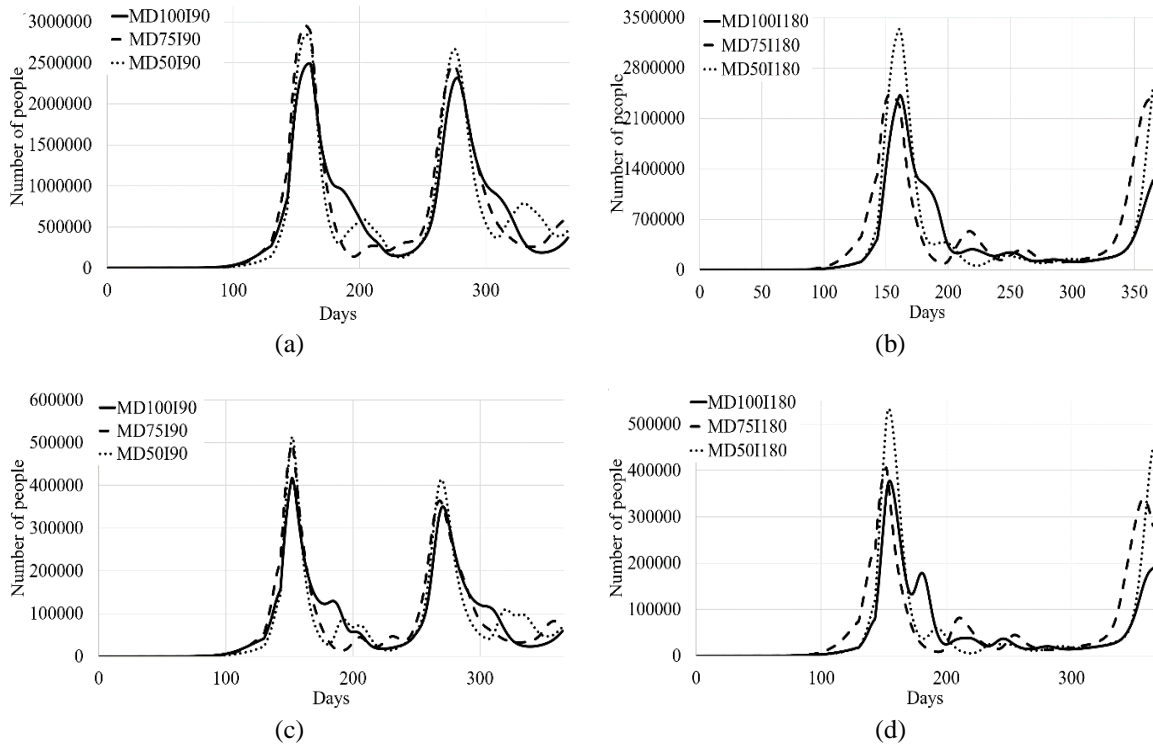 3000000
2500000
2000000
1500000
1000000
500000
0
Number of people
MD100I90
MD75I90
MD50I90
0 100 200 300
Days
(a)
3500000
2800000
2100000
1400000
700000
0
Number of people
MD100I180
MD75I180
MD50I180
0 50 100 150 200 250 300 350
Days
(b)
600000
500000
400000
300000
200000
100000
0
Number of people
MD100I90
MD75I90
MD50I90
0 100 200 300
Days
(c)
500000
400000
300000
200000
100000
0
Number of people
MD100I180
MD75I180
MD50I180
0 100 200 300
Days
(d)